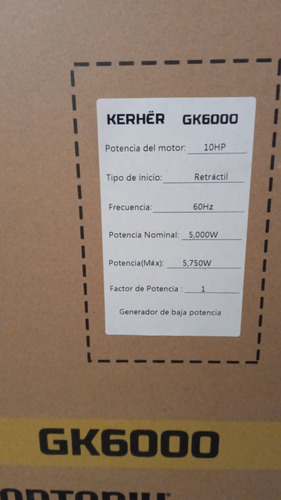 KERHËR GK6000
Potencia del motor: 10HP
Tipo de inicio: Retráctil
Frecuencia: 60Hz
Potencia Nominal: 5,000W
Potencia(Máx): 5,750W
Factor de Potencia : 1
Generador de baja potencia
GK6000